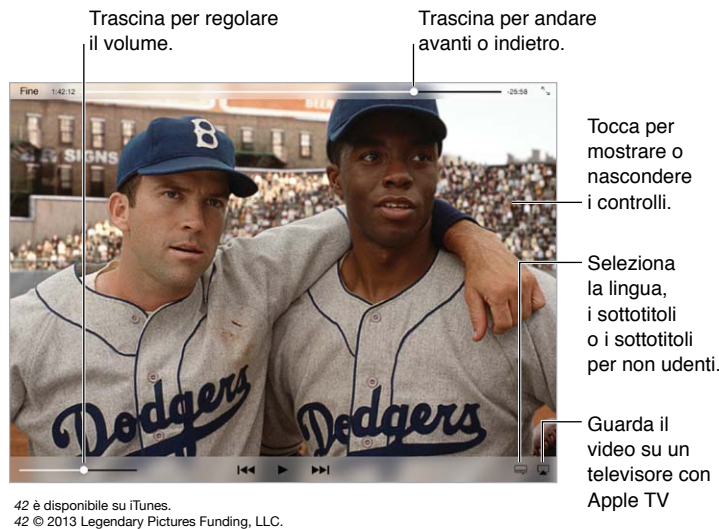 Trascina per regolare
il volume.
Trascina per andare
avanti o indietro.
Fine 1:42:12 -25:58
BEER
B
SIGNS
Tocca per
mostrare o
nascondere
i controlli.
Seleziona
la lingua,
i sottotitoli
o i sottotitoli
per non udenti.
Dodgers Dodgers
Guarda il
video su un
televisore con
Apple TV
42 è disponibile su iTunes.
42 © 2013 Legendary Pictures Funding, LLC.